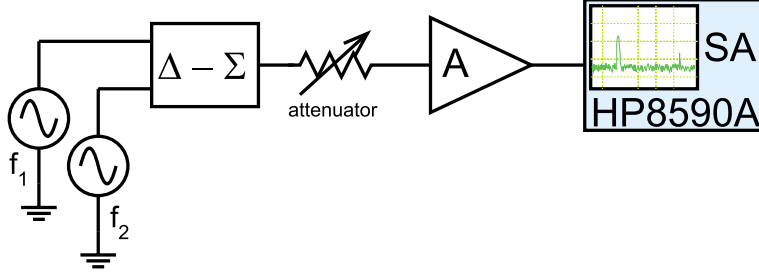 Δ – Σ
attenuator
A
SA
HP8590A
f1
f2